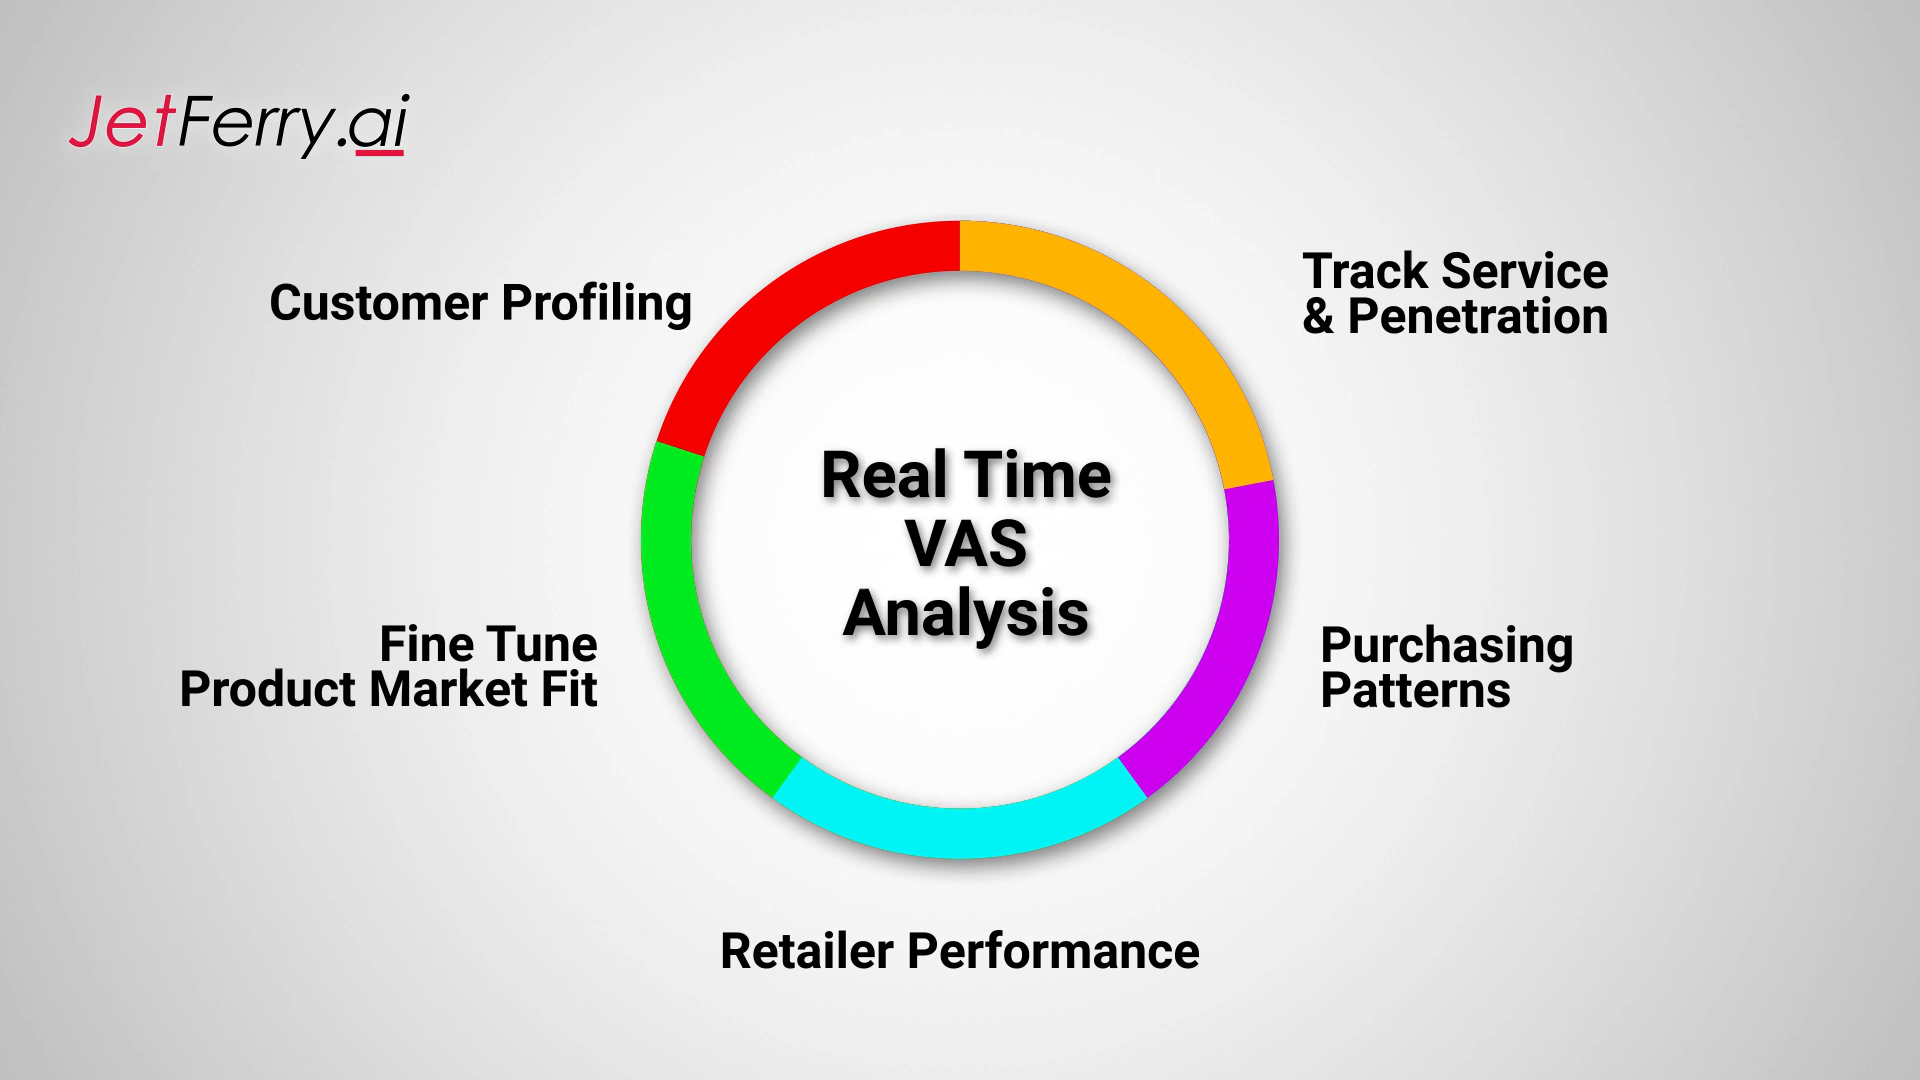 JetFerry.ai
Customer Profiling
Track Service
& Penetration
Real Time
VAS
Analysis
Fine Tune
Product Market Fit
Purchasing
Patterns
Retailer Performance